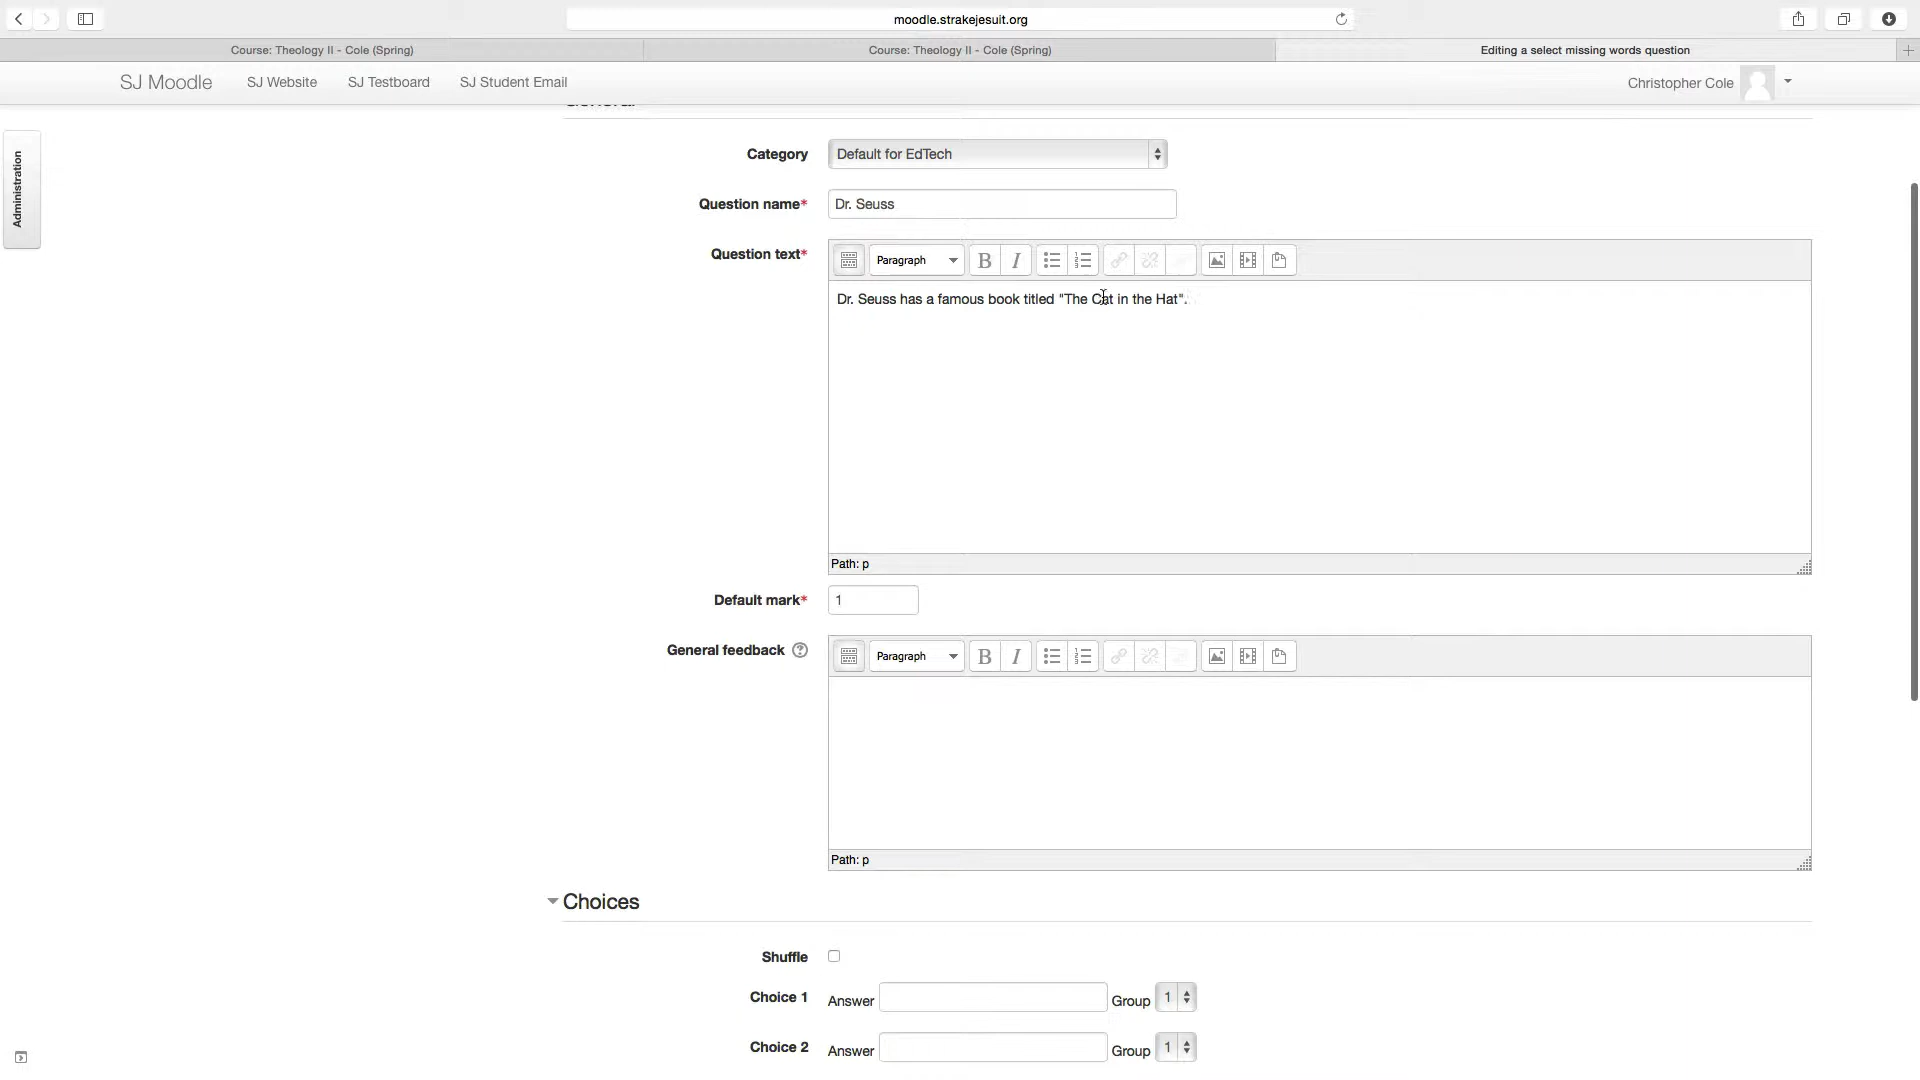 moodle.strakejesuit.org
Course: Theology II - Cole (Spring)
Course: Theology II - Cole (Spring)
Editing a select missing words question
SJ Moodle
SJ Website
SJ Testboard
SJ Student Email
Christopher Cole
Administration
General
Category
Default for EdTech
Question name*
Dr. Seuss
Question text*
Paragraph
B
I
Dr. Seuss has a famous book titled "The Cat in the Hat".
Path: p
Default mark*
1
General feedback
Paragraph
B
I
Path: p
Choices
Shuffle
Choice 1
Answer
Group
1
Choice 2
Answer
Group
1